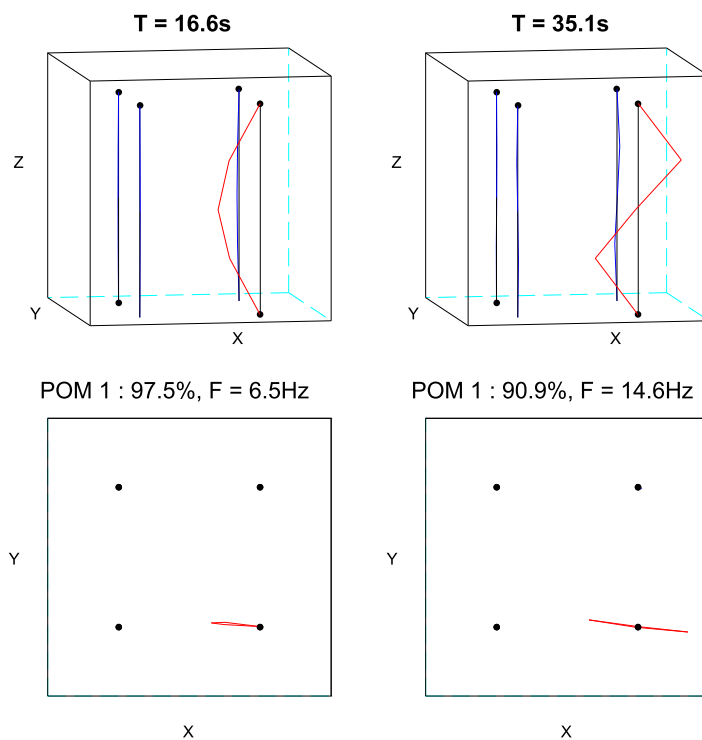 T = 16.6s
T = 35.1s
Z
Z
Y
Y
X
X
POM 1 : 97.5%, F = 6.5Hz
POM 1 : 90.9%, F = 14.6Hz
Y
Y
X
X